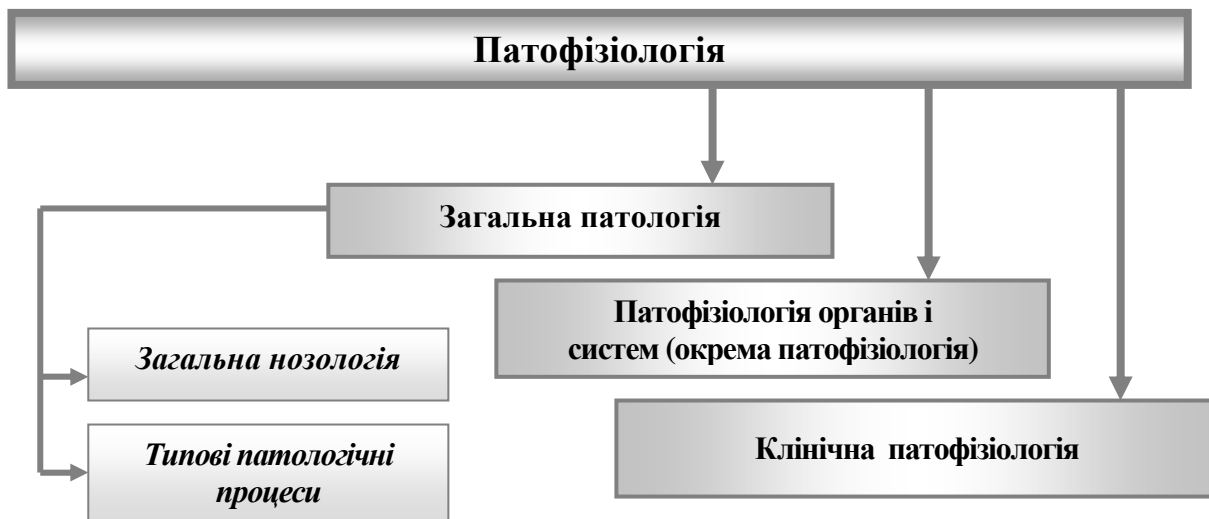 Патофізіологія
Загальна патологія
Патофізіологія органів і
систем (окрема патофізіологія)
Загальна нозологія
Клінічна патофізіологія
Типові патологічні
процеси